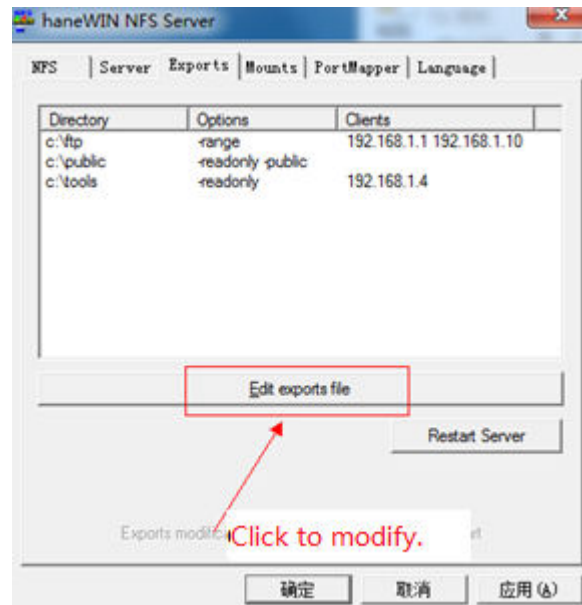 haneWIN NFS Server
NFS Server Exports Mounts PortMapper Language
Directory Options Clients
c:\ftp -range 192.168.1.1 192.168.1.10
c:\public -readonly -public
c:\tools -readonly 192.168.1.4
Edit exports file
Restart Server
Exports
Click to modify.
确定 取消 应用(A)